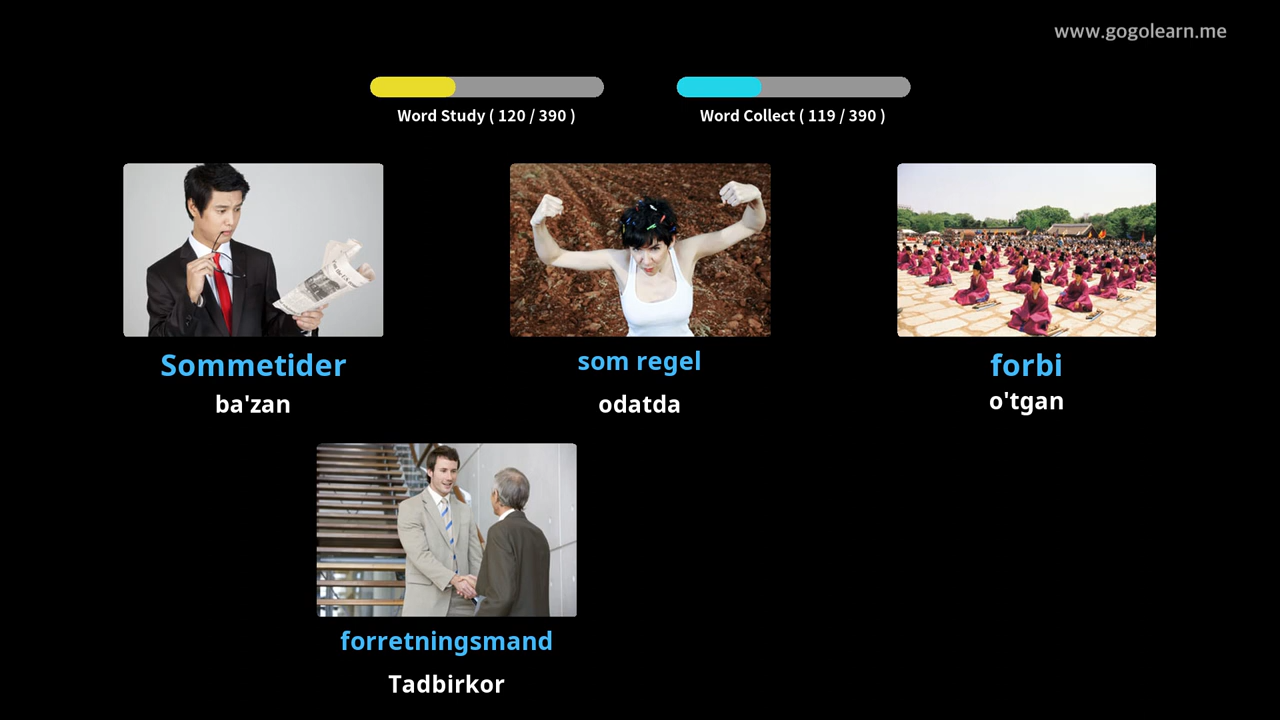 www.gogolearn.me
Word Study ( 120 / 390 )
Word Collect ( 119 / 390 )
Sommetider
som regel
forbi
ba'zan
odatda
o'tgan
forretningsmand
Tadbirkor